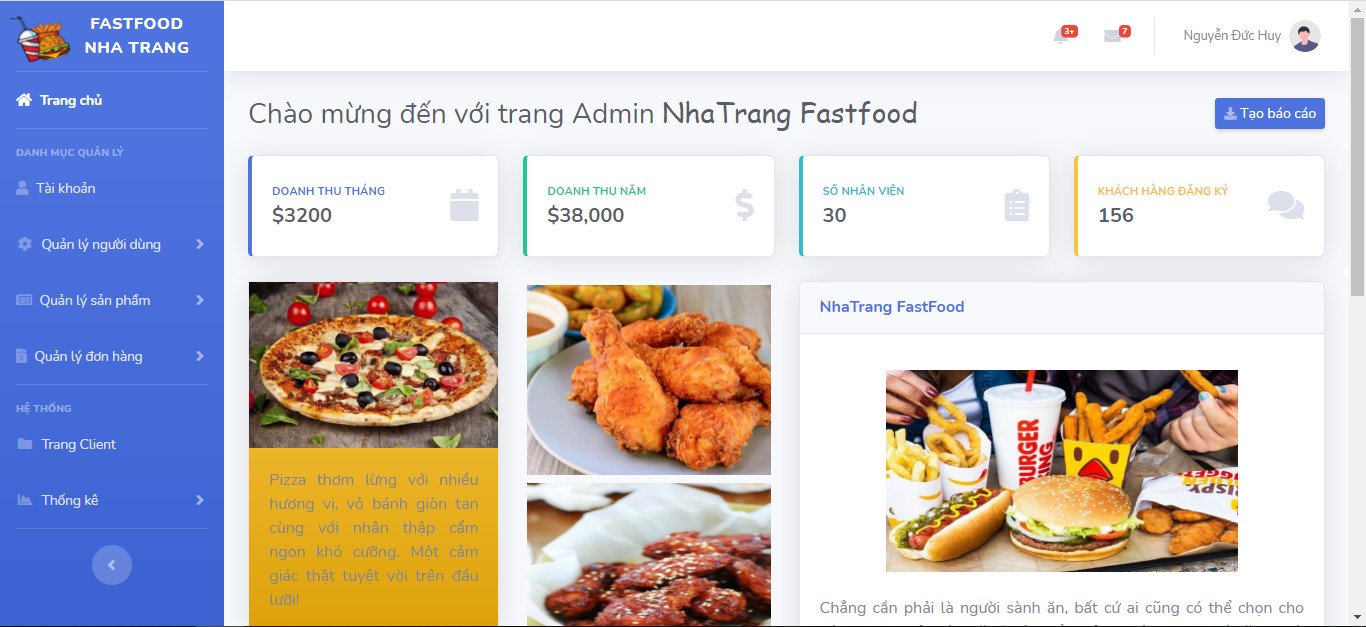 FASTFOOD
NHA TRANG
Trang chủ
DANH MỤC QUẢN LÝ
Tài khoản
Quản lý người dùng
Quản lý sản phẩm
Quản lý đơn hàng
HỆ THỐNG
Trang Client
Thống kê
3+
7
Nguyễn Đức Huy
Chào mừng đến với trang Admin NhaTrang Fastfood
Tạo báo cáo
DOANH THU THÁNG
$3200
DOANH THU NĂM
$38,000
SỐ NHÂN VIÊN
30
KHÁCH HÀNG ĐĂNG KÝ
156
Pizza thơm lừng với nhiều
hương vị, vỏ bánh giòn tan
cùng với nhân thập cẩm
ngon khó cưỡng. Một cảm
giác thật tuyệt vời trên đầu
lưỡi!
NhaTrang FastFood
BURGER
KING
Chẳng cần phải là người sành ăn, bất cứ ai cũng có thể chọn cho